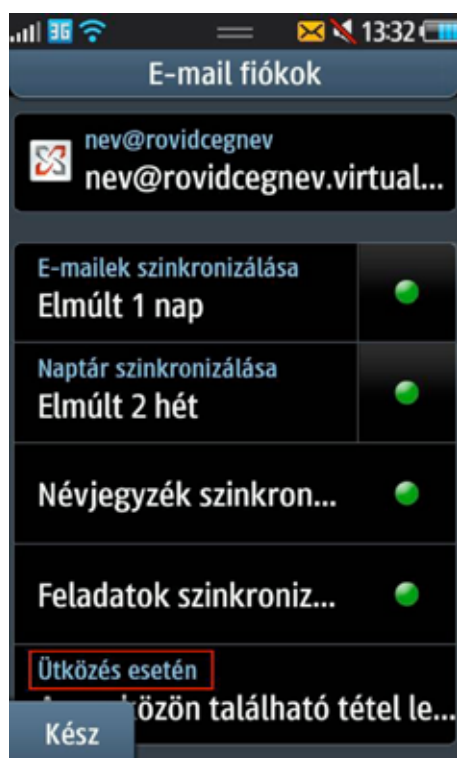 3G 13:32
E-mail fiókok
nev@rovidcegnev
nev@rovidcegnev.virtual...
E-mailek szinkronizálása
Elmúlt 1 nap
Naptár szinkronizálása
Elmúlt 2 hét
Névjegyzék szinkron...
Feladatok szinkroniz...
Ütközés esetén
található tétel le...
Kész